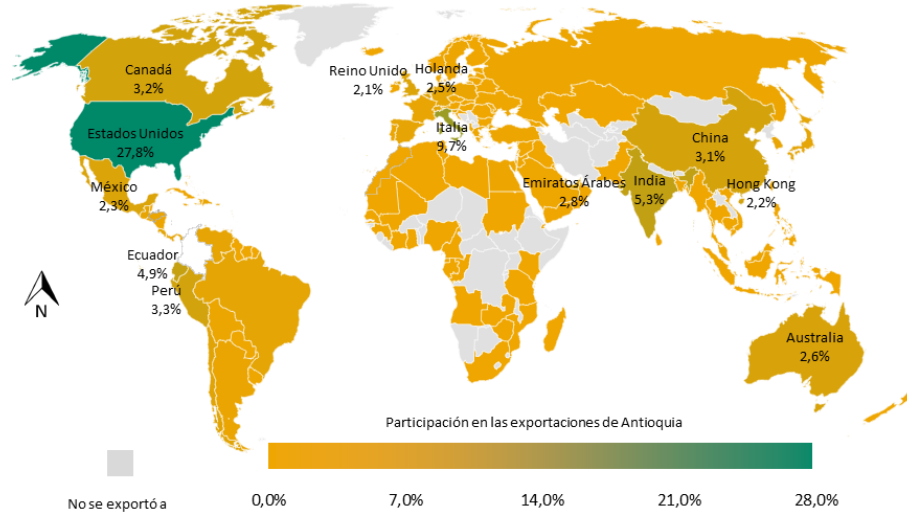 Canadá
3,2%
Reino Unido
2,1%
Holanda
2,5%
Estados Unidos
27,8%
Italia
9,7%
China
3,1%
México
2,3%
Emiratos Árabes
2,8%
India
5,3%
Hong Kong
2,2%
Ecuador
4,9%
Perú
3,3%
N
Australia
2,6%
Participación en las exportaciones de Antioquia
No se exportó a
0,0%
7,0%
14,0%
21,0%
28,0%